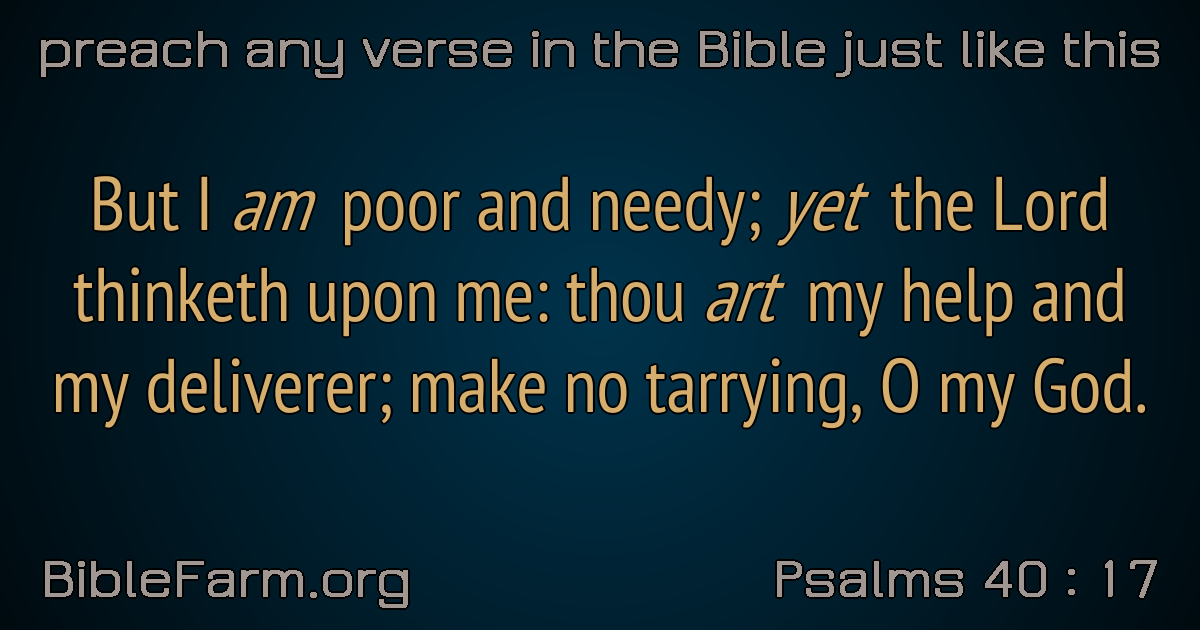 preach any verse in the Bible just like this
But I am poor and needy; yet the Lord
thinketh upon me: thou art my help and
my deliverer; make no tarrying, O my God.
BibleFarm.org
Psalms 40 : 17